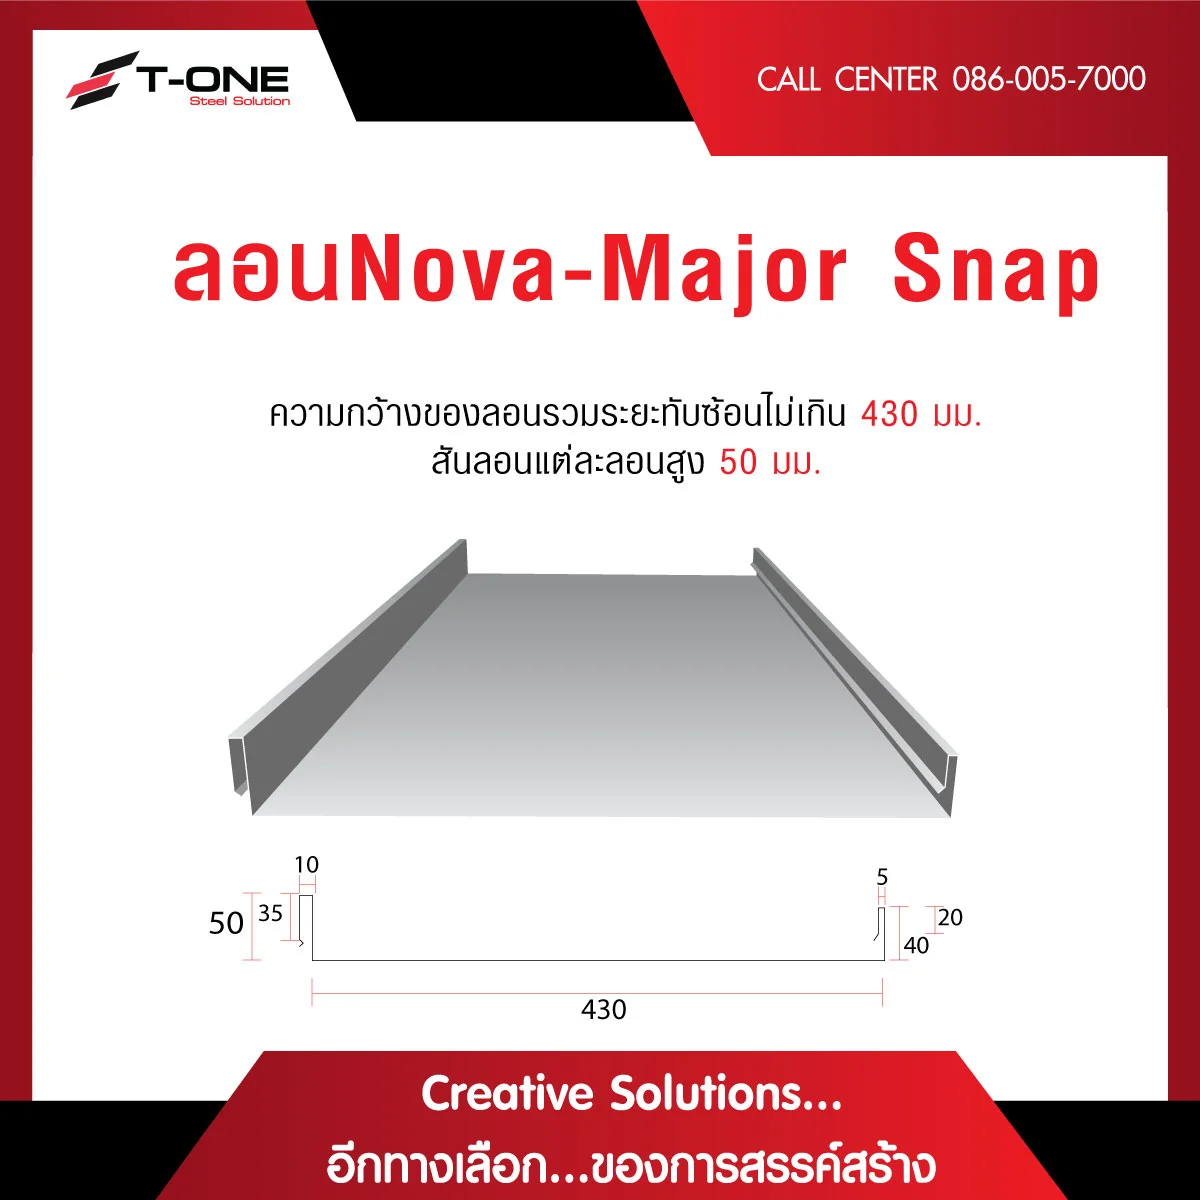 T-ONE
Steel Solution
CALL CENTER 086-005-7000
ลอนNova-Major Snap
ความกว้างของลอนรวมระยะทับซ้อนไม่เกิน 430 มม.
สันลอนแต่ละลอนสูง 50 มม.
10
50
35
5
20
40
430
Creative Solutions...
อีกทางเลือก...ของการสรรค์สร้าง